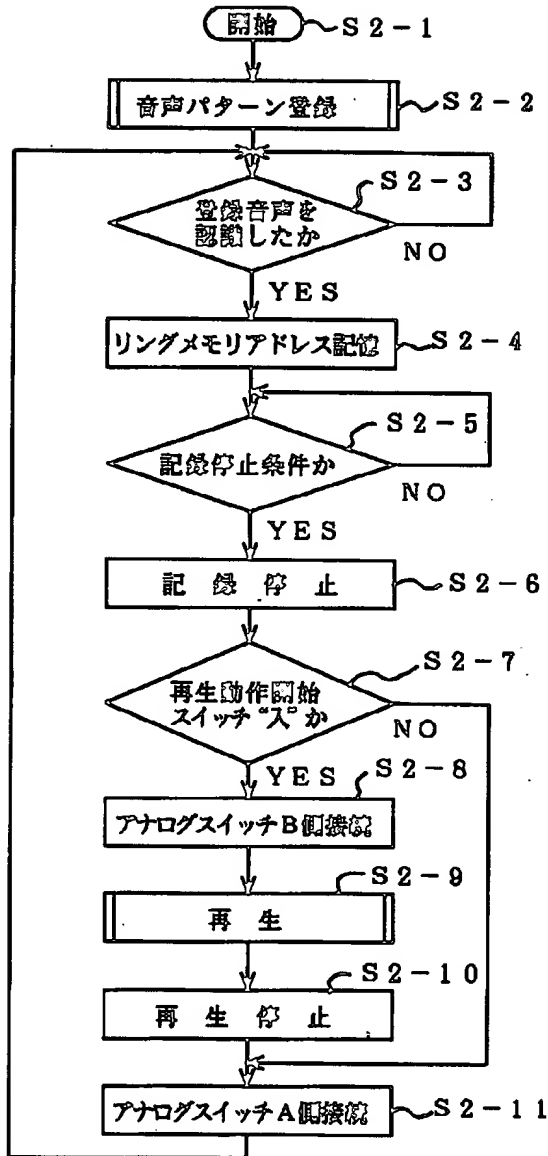 開始
S2-1
音声パターン登録
S2-2
S2-3
登録音声を
認識したか
NO
YES
リングメモリアドレス記憶
S2-4
S2-5
記録停止条件か
NO
YES
記録停止
S2-6
S2-7
再生動作開始
スイッチ“入”か
NO
YES
S2-8
アナログスイッチB側接続
S2-9
再生
S2-10
再生停止
アナログスイッチA側接続
S2-11